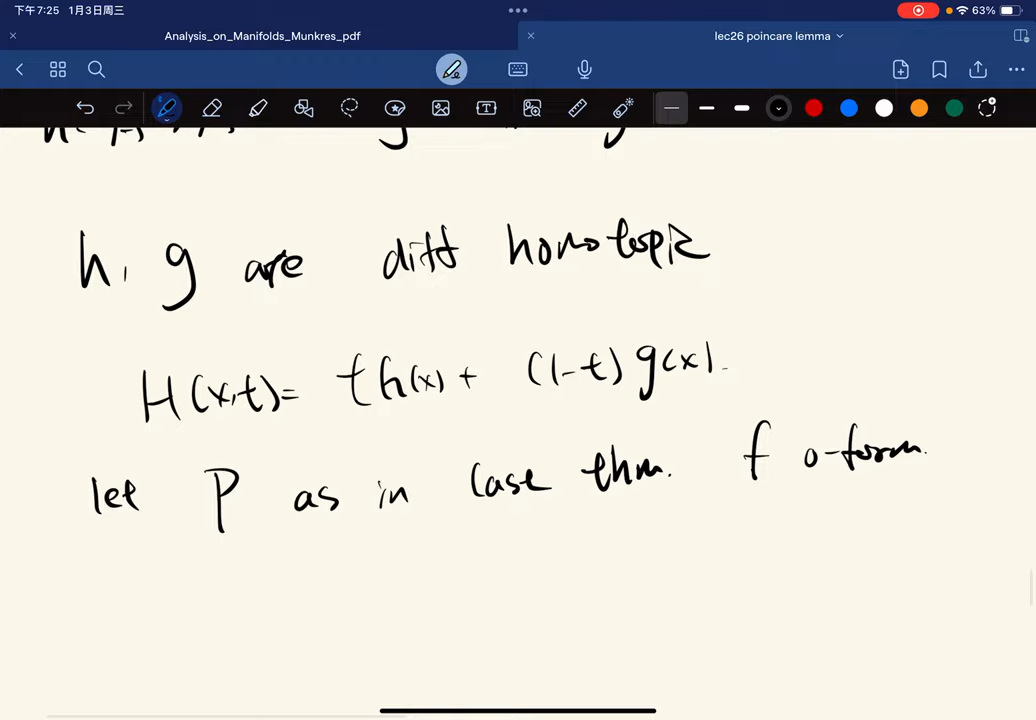 下午7:25 1月3日周三
63%
Analysis_on_Manifolds_Munkres_pdf
lec26 poincare lemma
h, g are diff homotopic
H(x,t)= th(x) + (1-t) g(x).
let P as in case thm. f 0-form.